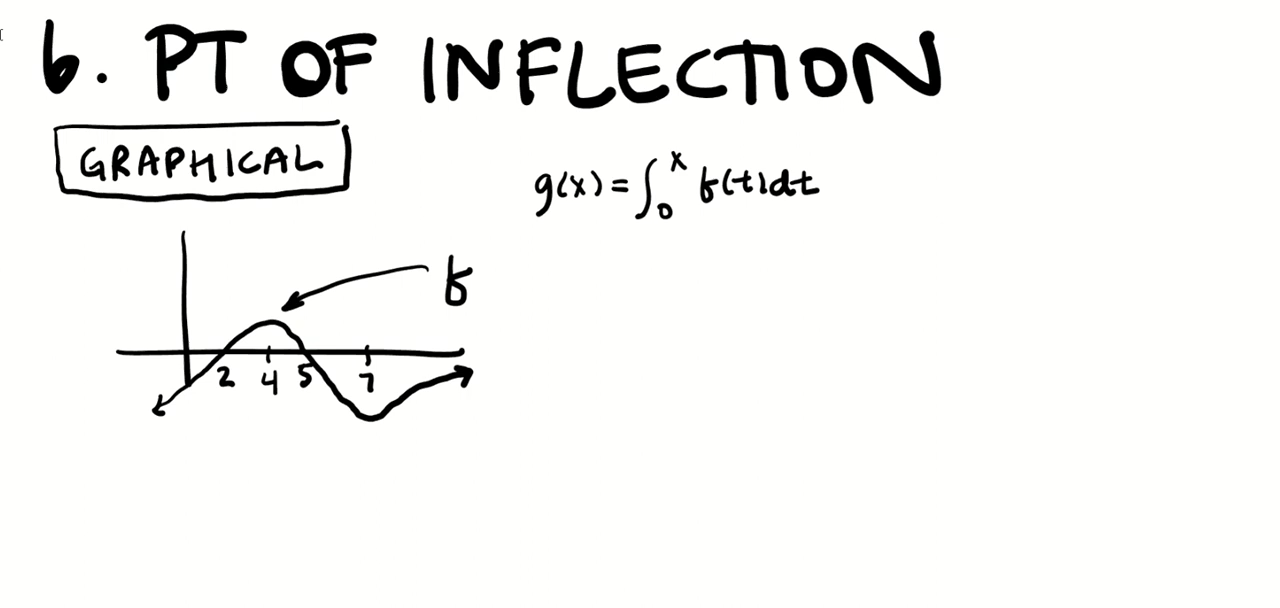 6. PT OF INFLECTION
GRAPHICAL
g(x) = ∫₀ˣ f(t)dt
f
2 4 5 7